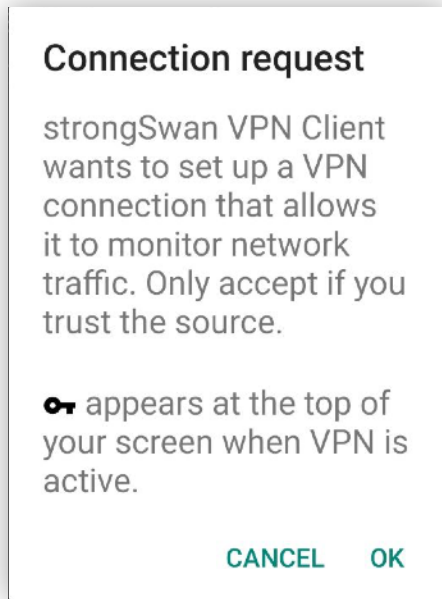 Connection request
strongSwan VPN Client
wants to set up a VPN
connection that allows
it to monitor network
traffic. Only accept if you
trust the source.
appears at the top of
your screen when VPN is
active.
CANCEL OK